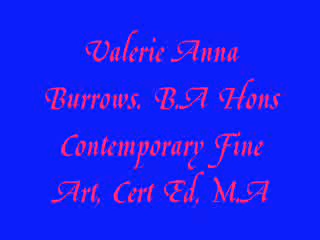 Valerie Anna
Burrows. B.A Hons
Contemporary Fine
Art, Cert Ed, M.A